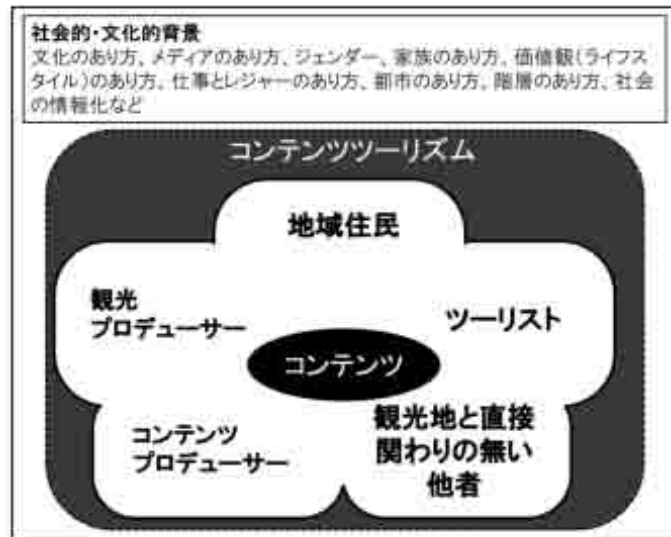 社会的・文化的背景
文化のあり方、メディアのあり方、ジェンダー、家族のあり方、価値観（ライフス
タイル）のあり方、仕事とレジャーのあり方、都市のあり方、階層のあり方、社会
の情報化など
コンテンツツーリズム
地域住民
観光
プロデューサー
ツーリスト
コンテンツ
コンテンツ
プロデューサー
観光地と直接
関わりの無い
他者